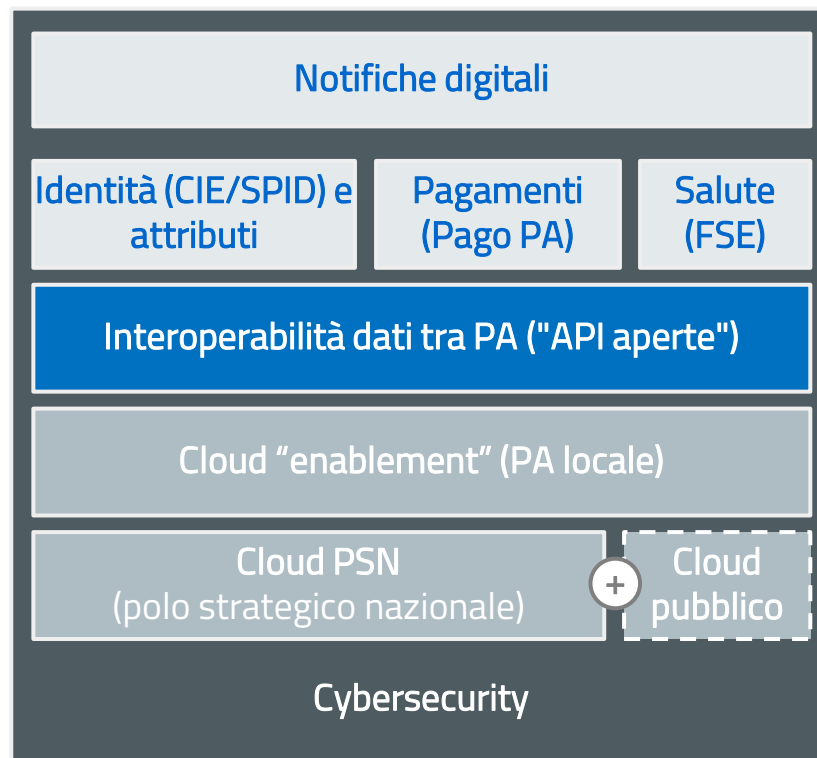 Notifiche digitali
Identità (CIE/SPID) e
attributi
Pagamenti
(Pago PA)
Salute
(FSE)
Interoperabilità dati tra PA ("API aperte")
Cloud “enablement” (PA locale)
Cloud PSN
(polo strategico nazionale)
+
Cloud
pubblico
Cybersecurity